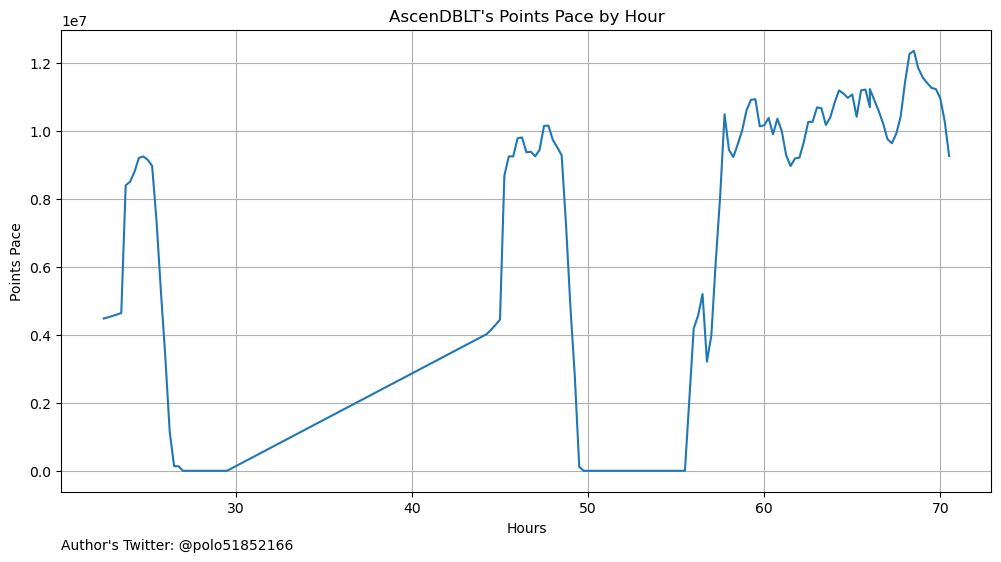 AscenDBLT's Points Pace by Hour
1e7
1.2
1.0
0.8
0.6
0.4
0.2
0.0
Points Pace
30 40 50 60 70
Hours
Author's Twitter: @polo51852166